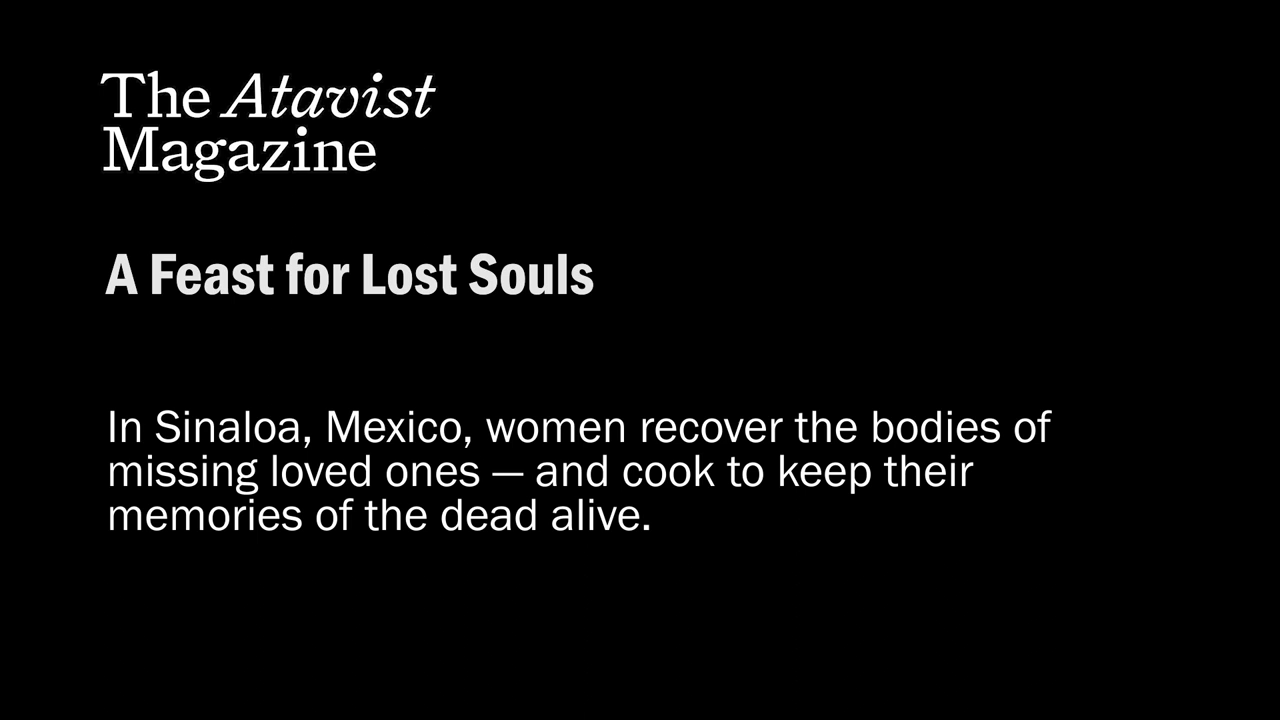 The Atavist
Magazine
A Feast for Lost Souls
In Sinaloa, Mexico, women recover the bodies of
missing loved ones — and cook to keep their
memories of the dead alive.